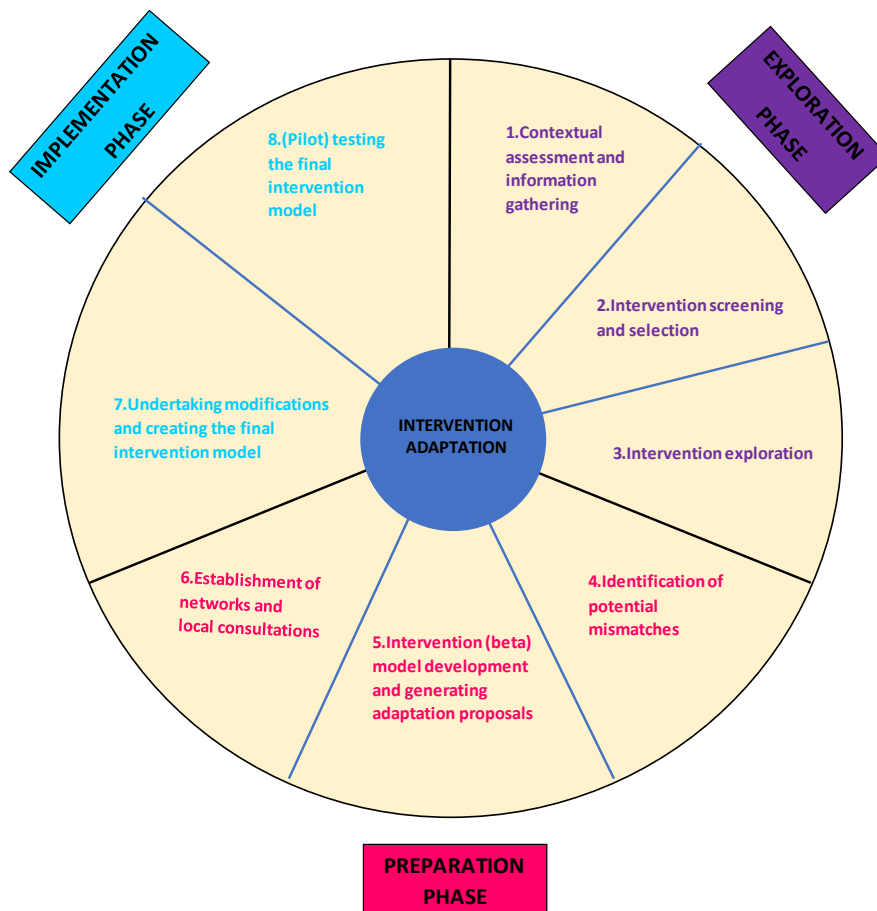 IMPLEMENTATION
PHASE
EXPLORATION
PHASE
1.Contextual
assessment and
information
gathering
2.Intervention screening
and selection
3.Intervention exploration
4.Identification of
potential
mismatches
5.Intervention (beta)
model development
and generating
adaptation proposals
6.Establishment of
networks and
local consultations
7.Undertaking modifications
and creating the final
intervention model
8.(Pilot) testing
the final
intervention
model
INTERVENTION
ADAPTATION
PREPARATION
PHASE